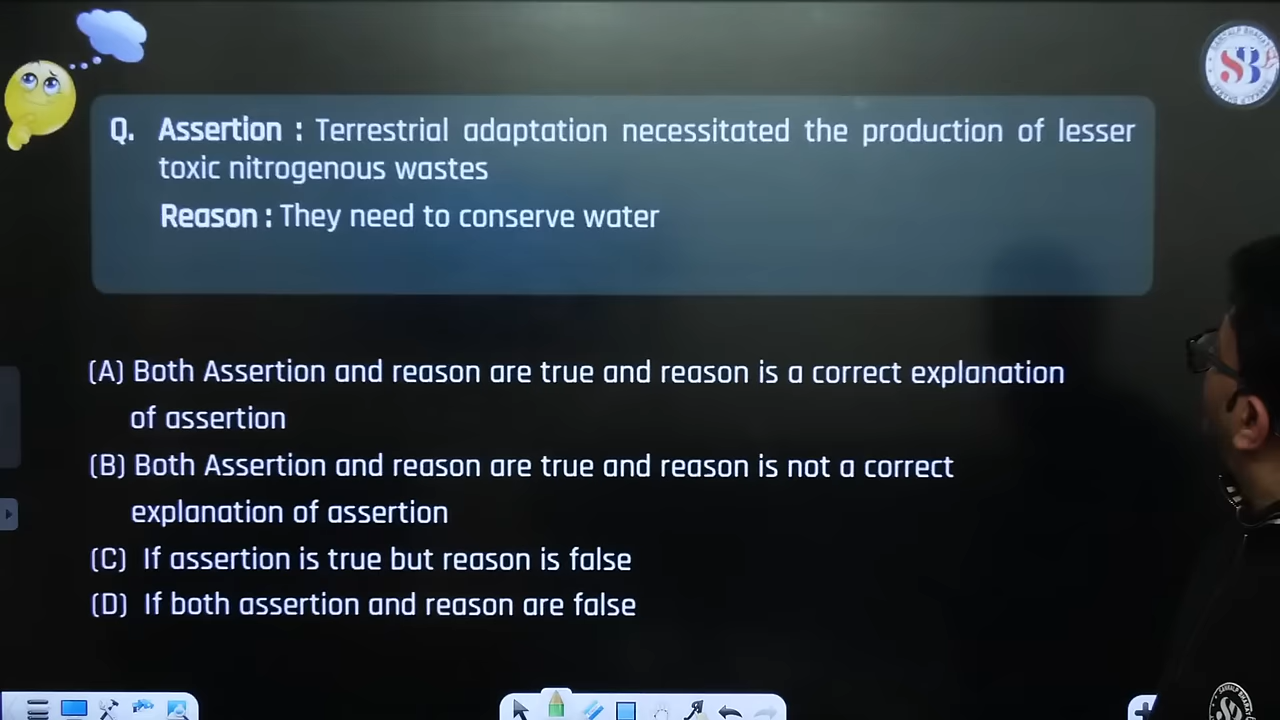 Q. Assertion : Terrestrial adaptation necessitated the production of lesser
toxic nitrogenous wastes
Reason : They need to conserve water
(A) Both Assertion and reason are true and reason is a correct explanation
of assertion
(B) Both Assertion and reason are true and reason is not a correct
explanation of assertion
(C) If assertion is true but reason is false
(D) If both assertion and reason are false
SB